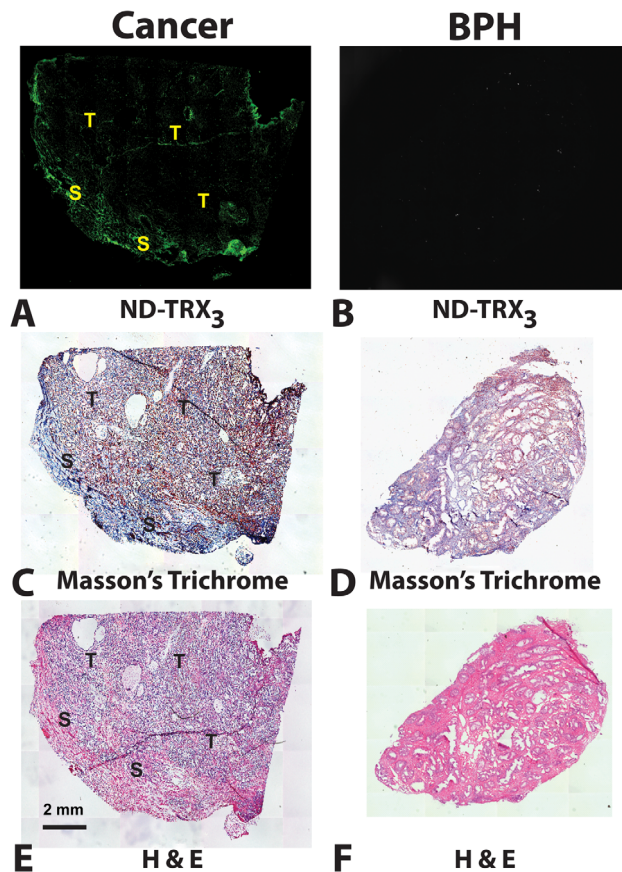 Cancer BPH
T T
S T
S
A ND-TRX3 B ND-TRX3
T T
S T
S
C Masson's Trichrome D Masson's Trichrome
T T
S T
S
2 mm
E H & E F H & E